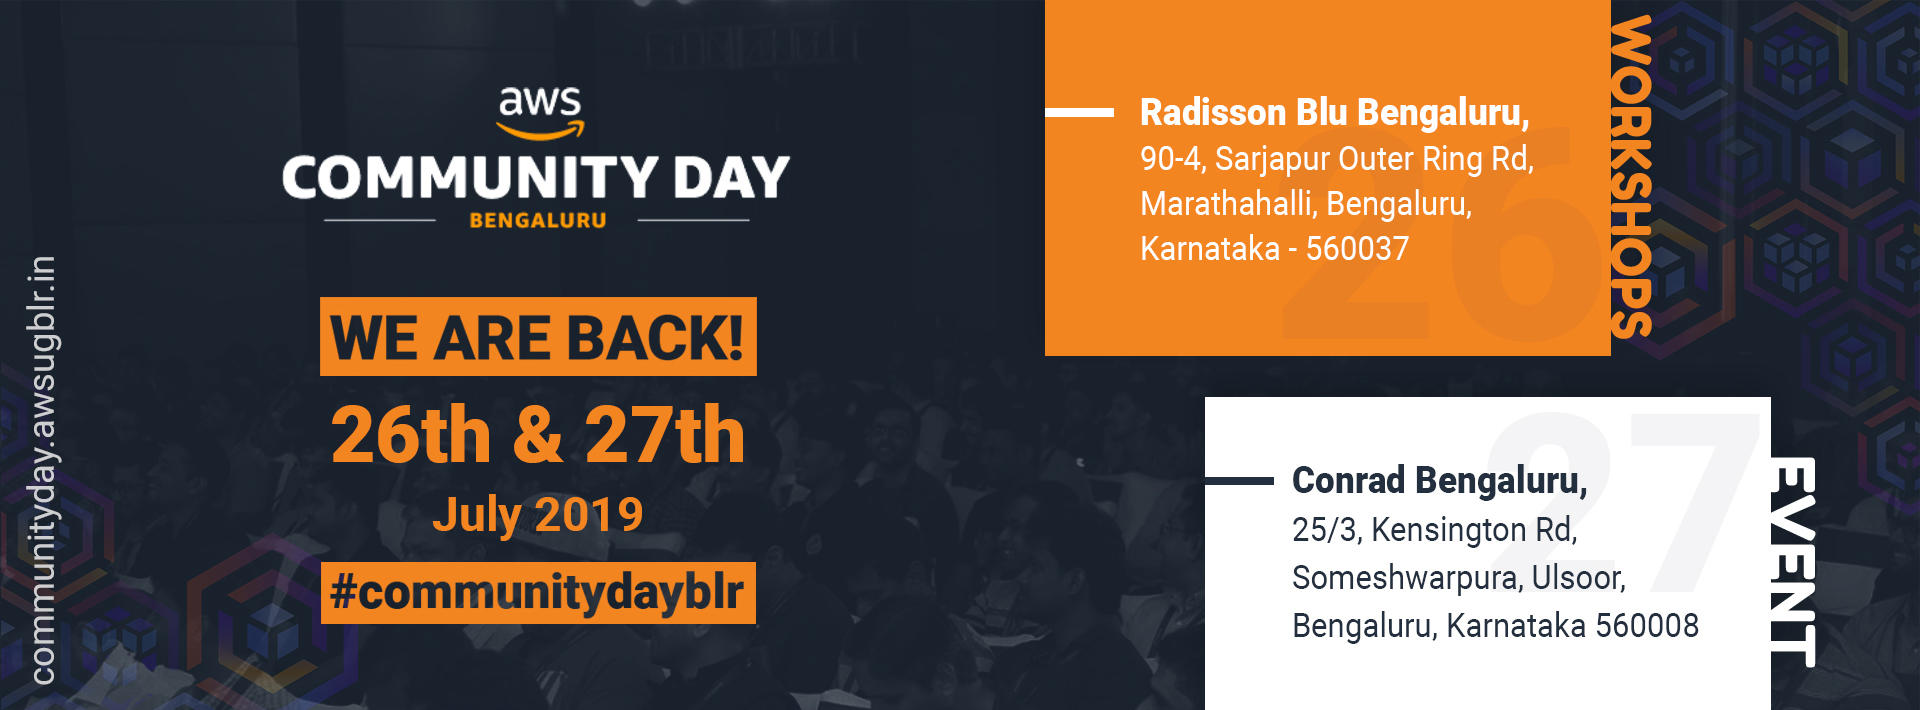 aws
COMMUNITY DAY
BENGALURU
WE ARE BACK!
26th & 27th
July 2019
#communitydayblr
communityday.awsugblr.in
26
Radisson Blu Bengaluru,
90-4, Sarjapur Outer Ring Rd,
Marathahalli, Bengaluru,
Karnataka - 560037
WORKSHOPS
27
Conrad Bengaluru,
25/3, Kensington Rd,
Someshwarpura, Ulsoor,
Bengaluru, Karnataka 560008
EVENT